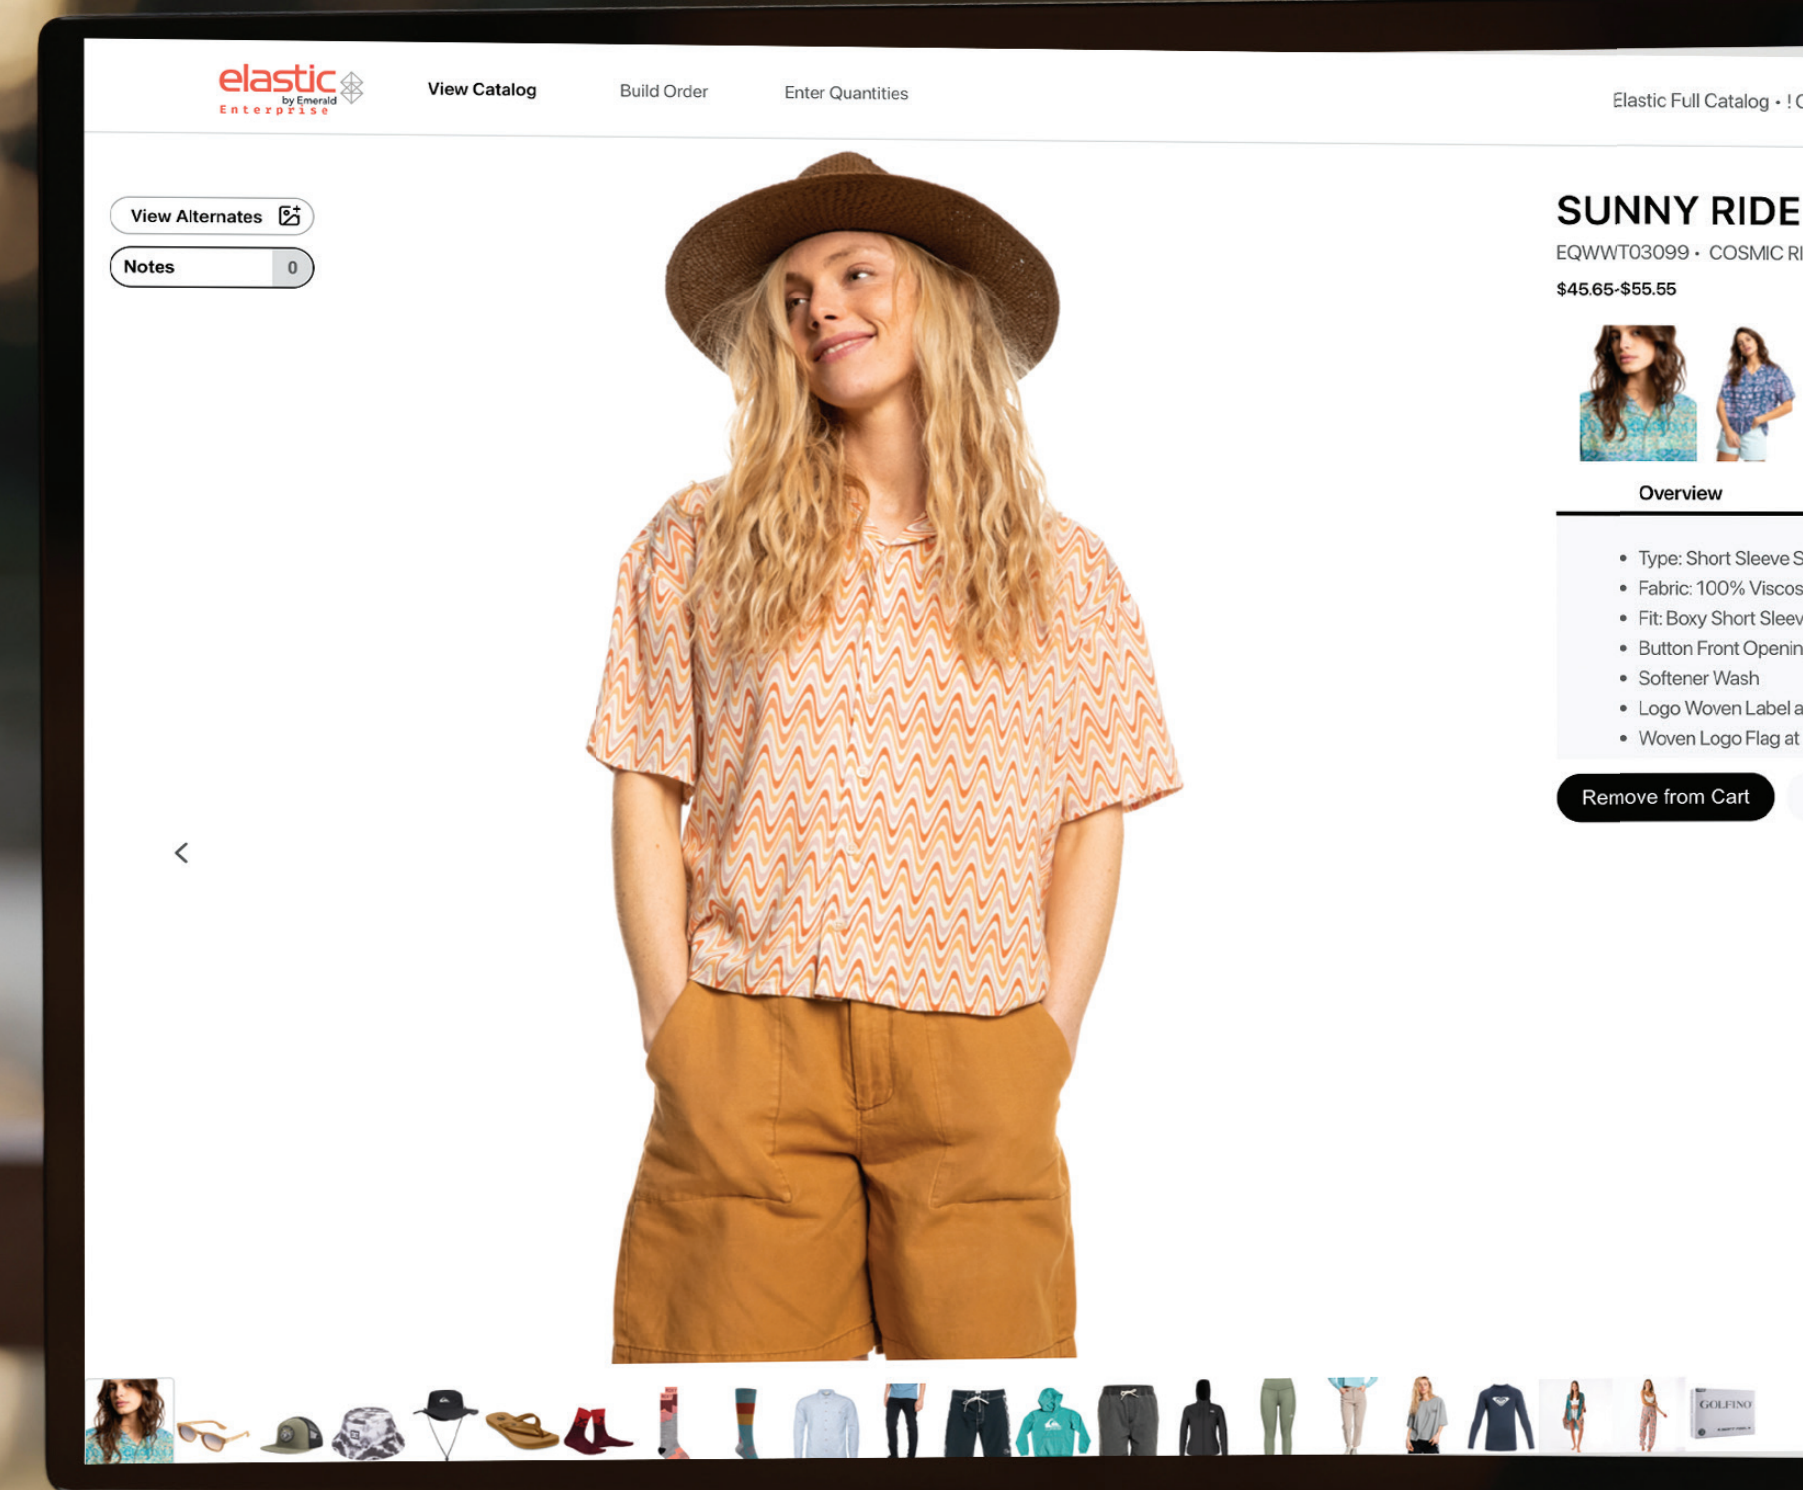 elastic
by Emerald
Enterprise
View Catalog
Build Order
Enter Quantities
Elastic Full Catalog • !
View Alternates
Notes 0
SUNNY RIDE
EQWWT03099 • COSMIC
$45.65-$55.55
Overview
• Type: Short Sleeve
• Fabric: 100%
• Fit: Boxy Short
• Button Front
• Softener Wash
• Logo Woven Label
• Woven Logo Flag at
Remove from Cart
<
GOLFINO